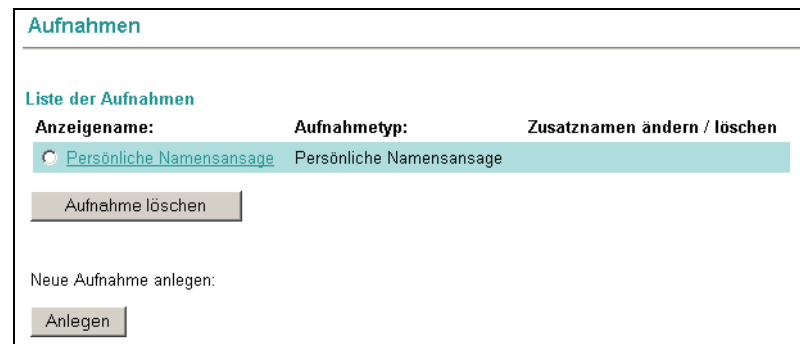 Aufnahmen
Liste der Aufnahmen
Anzeigename: Aufnahmetyp: Zusatznamen ändern / löschen
Persönliche Namensansage Persönliche Namensansage
Aufnahme löschen
Neue Aufnahme anlegen:
Anlegen